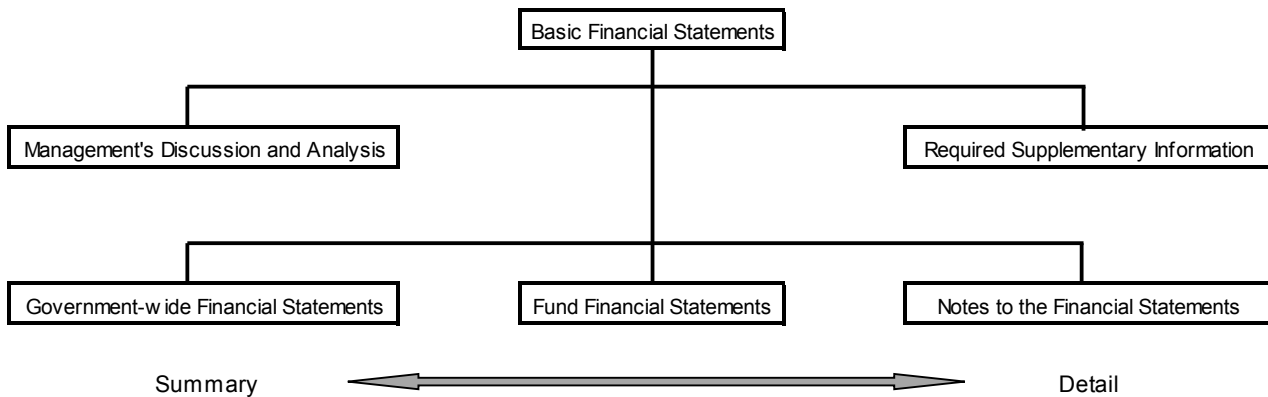 Basic Financial Statements
Management's Discussion and Analysis
Required Supplementary Information
Government-wide Financial Statements
Fund Financial Statements
Notes to the Financial Statements
Summary
Detail